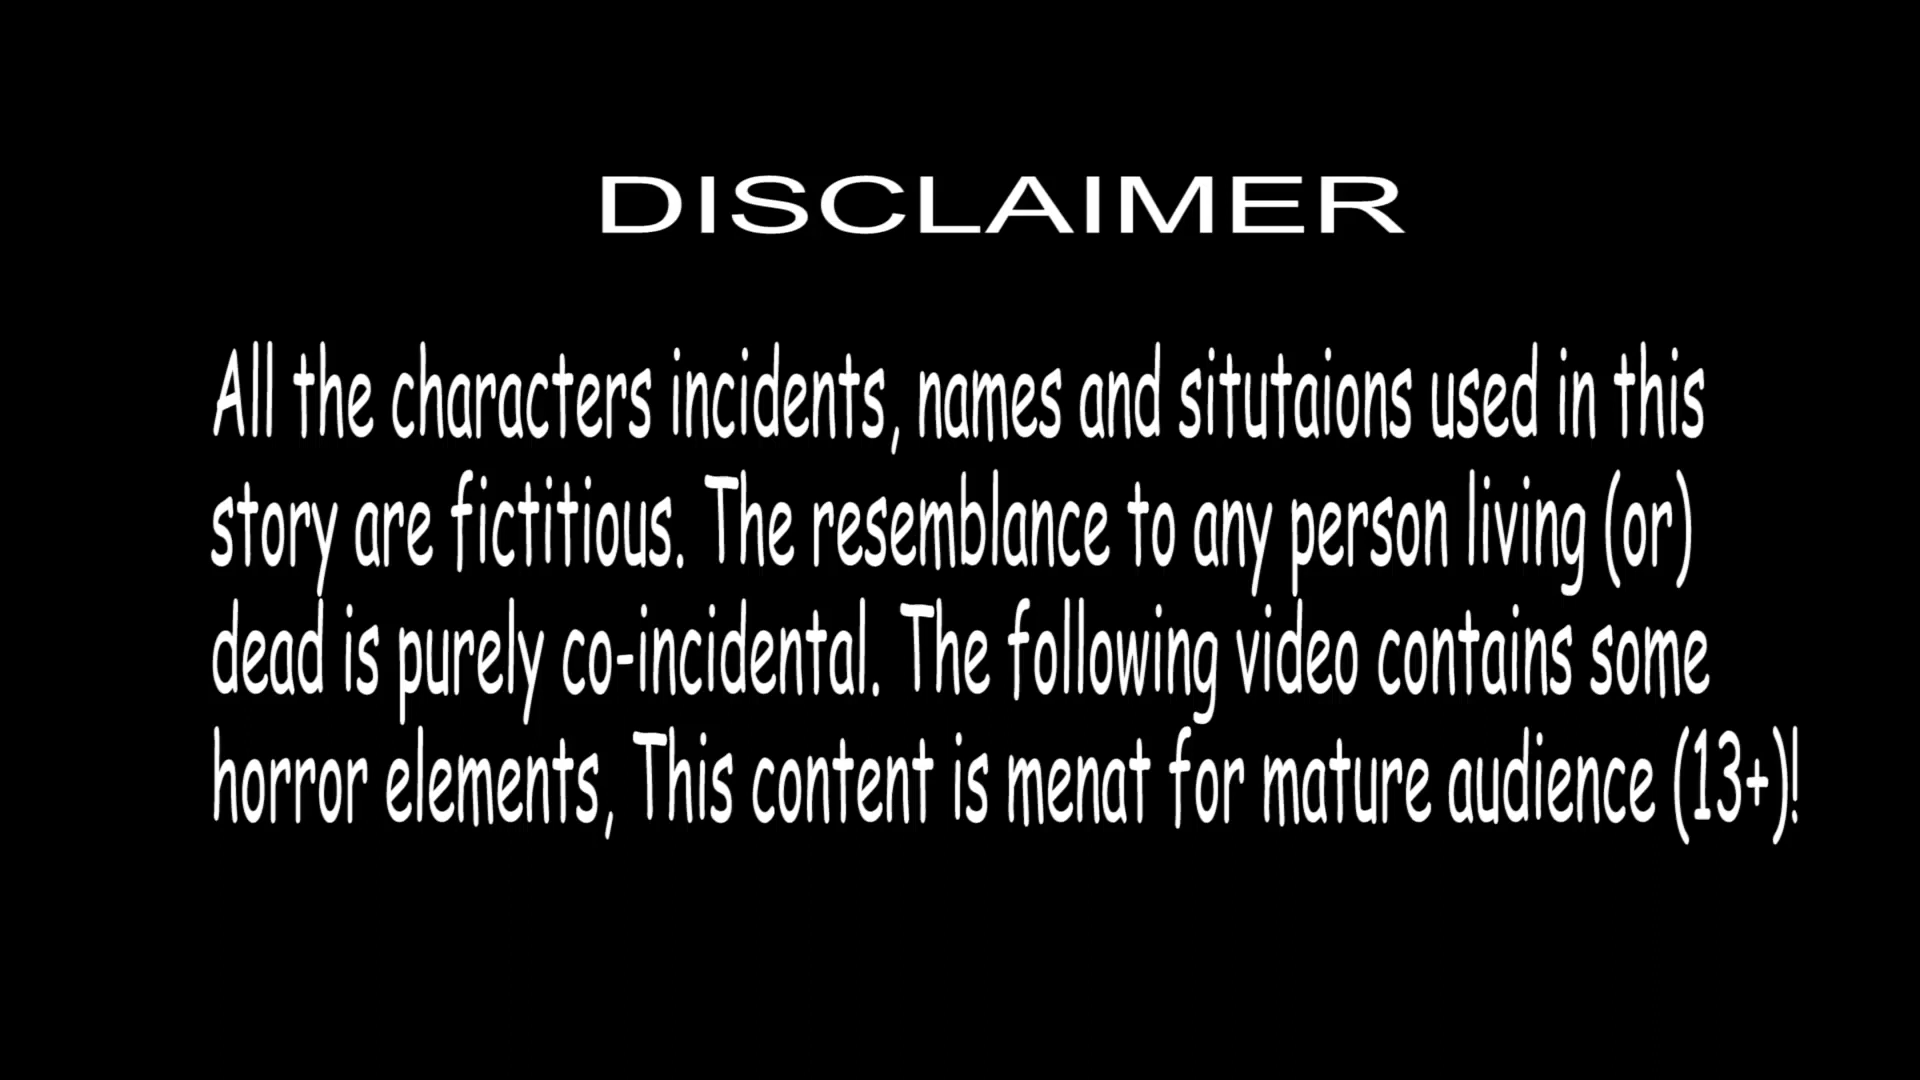 DISCLAIMER
All the characters incidents, names and situtaions used in this
story are fictitious. The resemblance to any person living (or)
dead is purely co-incidental. The following video contains some
horror elements, This content is menat for mature audience (13+)!